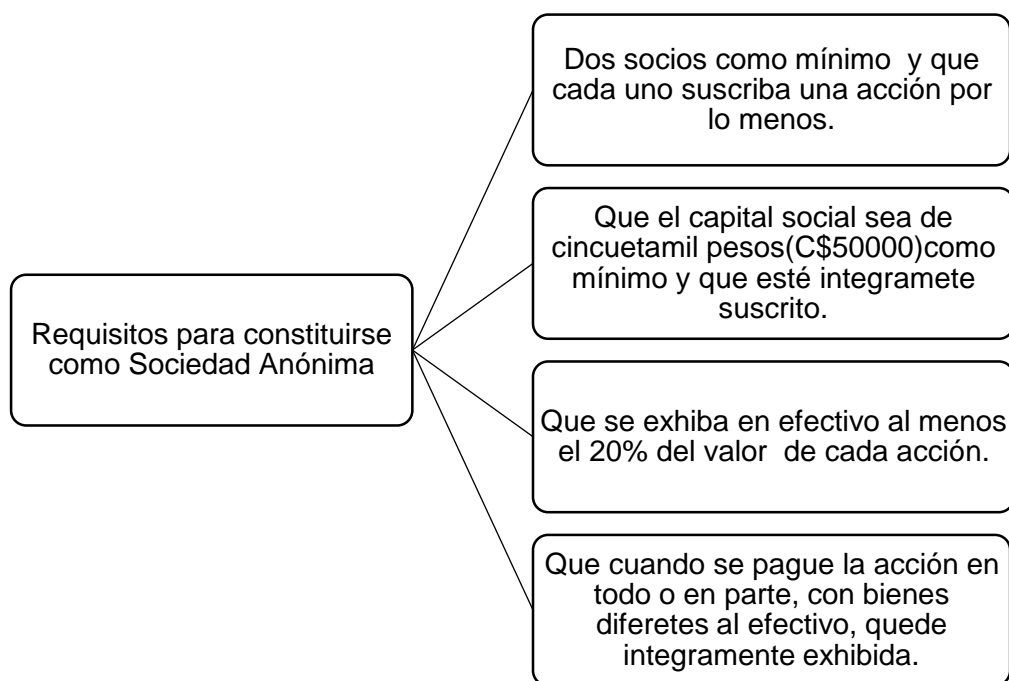 Requisitos para constituirse
como Sociedad Anónima
Dos socios como mínimo y que
cada uno suscriba una acción por
lo menos.
Que el capital social sea de
cincuetamil pesos(C$50000)como
mínimo y que esté integramete
suscrito.
Que se exhiba en efectivo al menos
el 20% del valor de cada acción.
Que cuando se pague la acción en
todo o en parte, con bienes
diferetes al efectivo, quede
integramente exhibida.